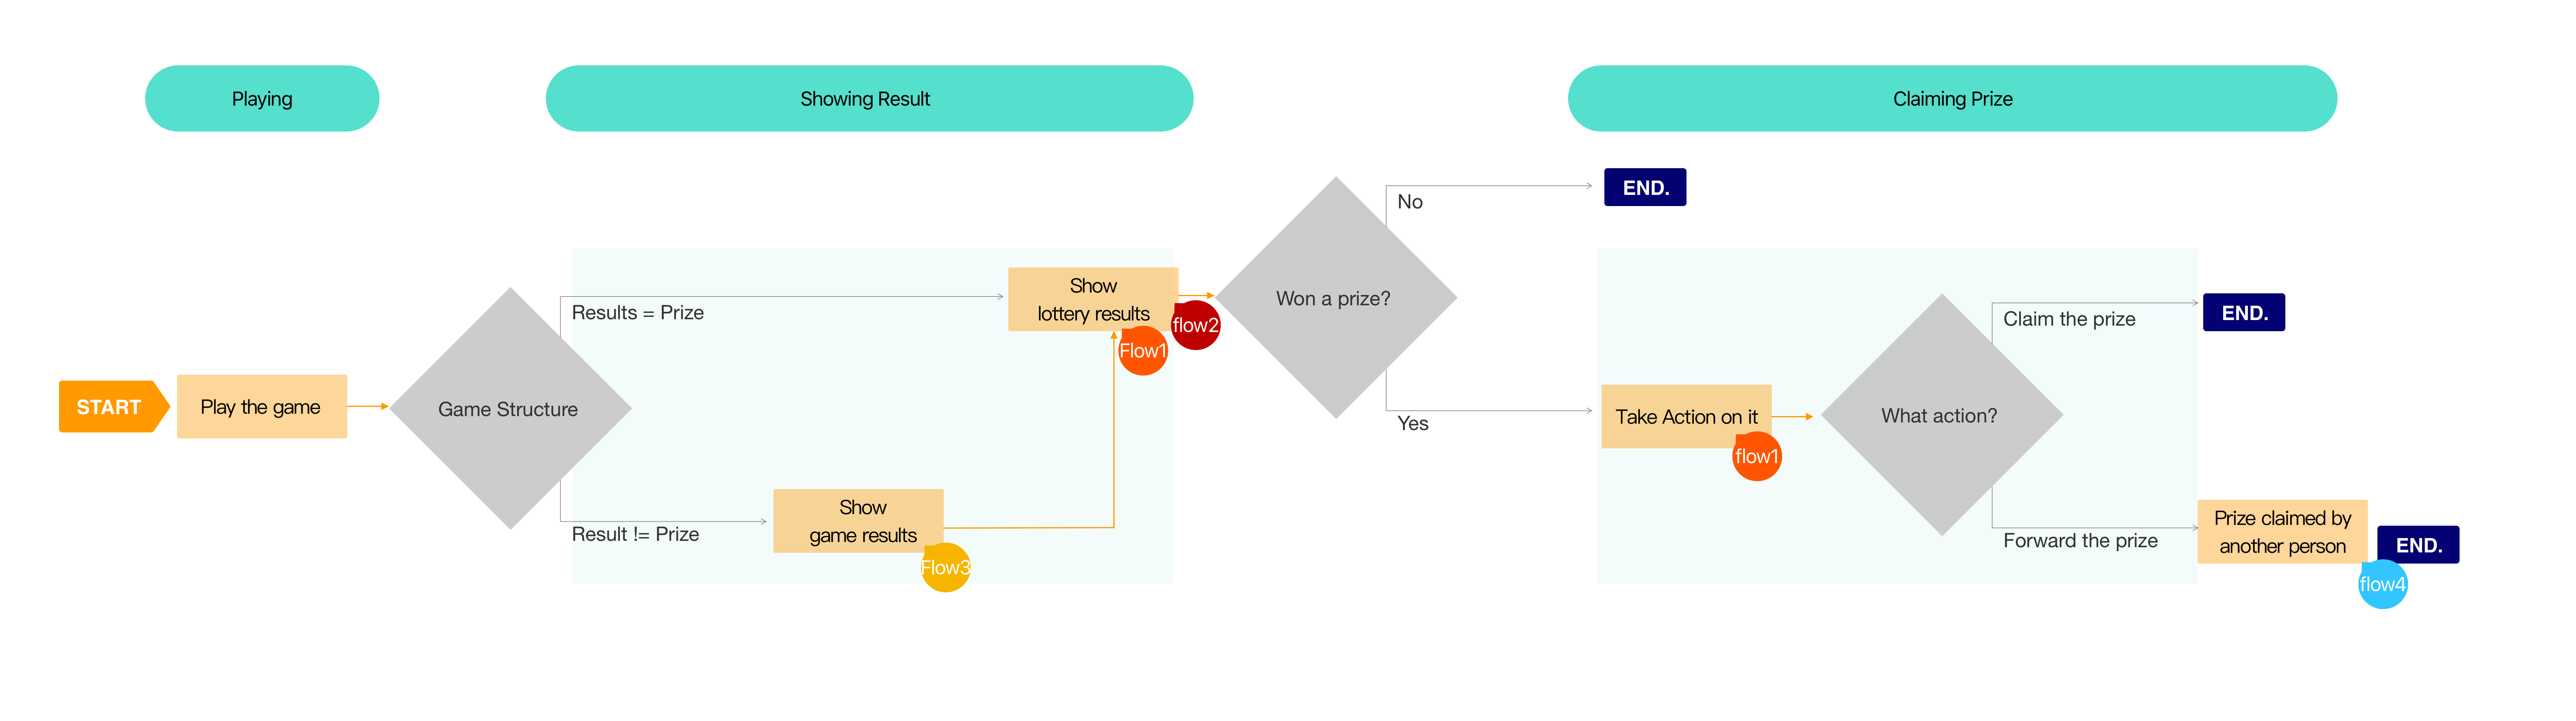 Playing
Showing Result
Claiming Prize
START
Play the game
Game Structure
Results = Prize
Result != Prize
Show
game results
Flow3
Show
lottery results
Flow1
flow2
Won a prize?
No
END.
Yes
Take Action on it
flow1
What action?
Claim the prize
END.
Forward the prize
Prize claimed by
another person
END.
flow4